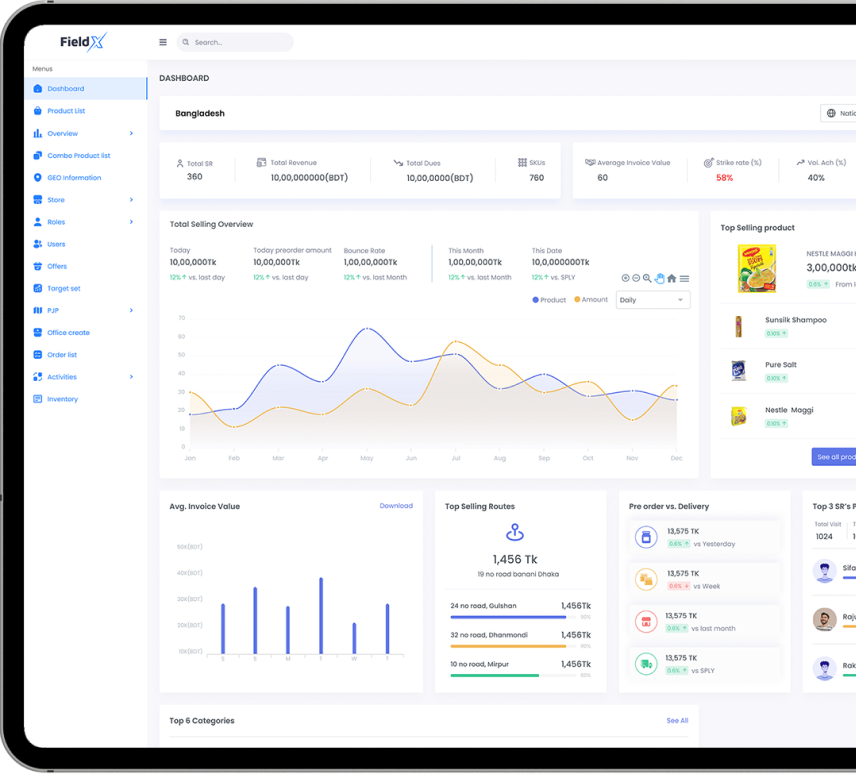 FieldX
Search..
Menus
Dashboard
Product List
Overview
Combo Product list
GEO Information
Store
Roles
Users
Offers
Target set
PJP
Office create
Order list
Activities
Inventory
DASHBOARD
Bangladesh
Natio
Total SR
360
Total Revenue
10,00,000000(BDT)
Total Dues
10,00,0000(BDT)
SKUs
760
Average Invoice Value
60
Strike rate (%)
58%
Vol. Ach (%)
40%
Total Selling Overview
Today
10,00,000Tk
12% ↑ vs. last day
Today preorder amount
10,00,000Tk
12% ↑ vs. last day
Bounce Rate
1,00,00,000Tk
12% ↑ vs. last Month
This Month
1,00,00,000Tk
12% ↑ vs. last Month
This Date
10,0,00000Tk
12% ↑ vs. SPLY
Product
Amount
Daily
70
60
50
40
30
20
10
0
Jan Feb Mar Apr May Jun Jul Aug Sep Oct Nov Dec
Top Selling product
NESTLE MAGGI
3,00,000tk
0.6% ↑ From l
Sunsilk Shampoo
0.10% ↑
Pure Salt
0.10% ↑
Nestle Maggi
0.10% ↑
See all prod
Avg. Invoice Value
Download
50X(BDT)
40X(BDT)
30X(BDT)
20X(BDT)
10X(BDT)
S S M T W T
Top Selling Routes
1,456 Tk
19 no road banani Dhaka
24 no road, Gulshan
1,456Tk
90%
32 no road, Dhanmondi
1,456Tk
90%
10 no road, Mirpur
1,456Tk
60%
Pre order vs. Delivery
13,575 TK
0.6% ↑ vs Yesterday
13,575 TK
0.6% ↓ vs Week
13,575 TK
0.6% ↑ vs last month
13,575 TK
0.6% ↑ vs SPLY
Top 3 SR's P
Total Visit
1024
Sifa
Raju
Rak
Top 6 Categories
See All